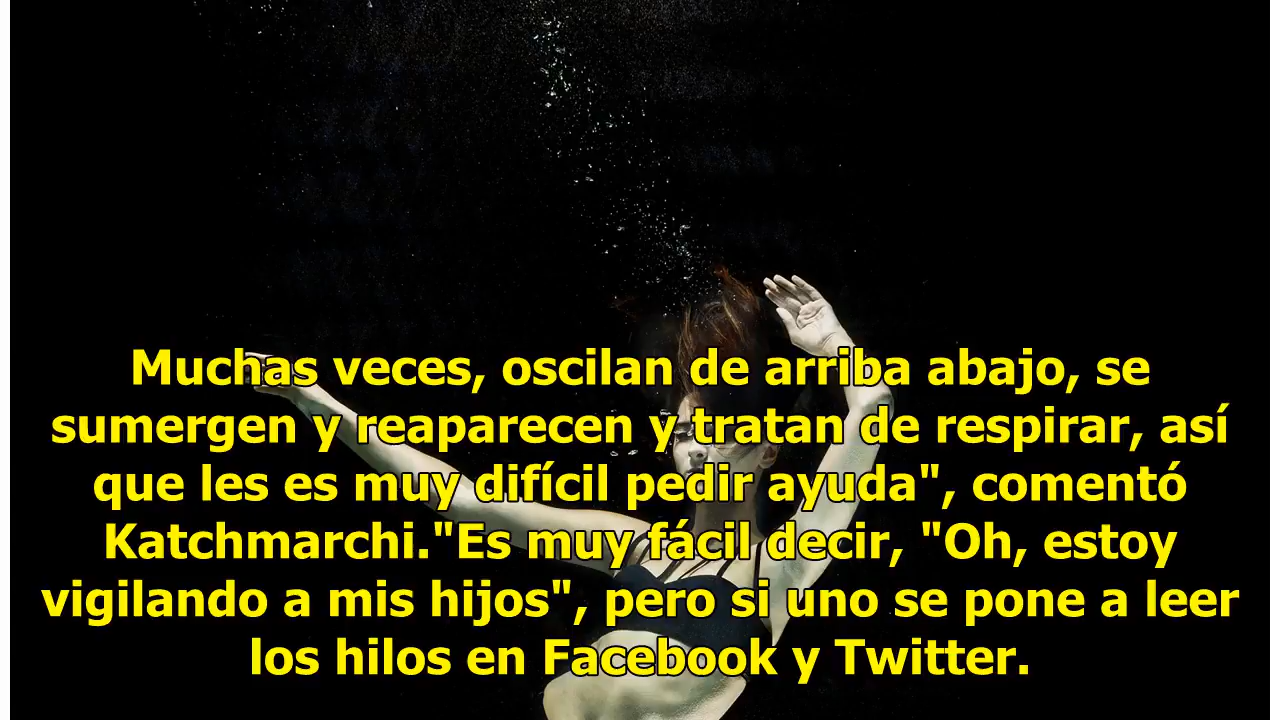 Muchas veces, oscilan de arriba abajo, se
sumergen y reaparecen y tratan de respirar, así
que les es muy difícil pedir ayuda", comentó
Katchmarchi."Es muy fácil decir, "Oh, estoy
vigilando a mis hijos", pero si uno se pone a leer
los hilos en Facebook y Twitter.